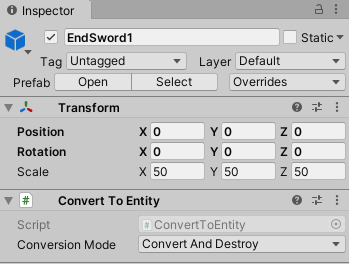 Inspector
EndSword1
Static
Tag Untagged Layer Default
Prefab Open Select Overrides
Transform
Position X 0 Y 0 Z 0
Rotation X 0 Y 0 Z 0
Scale X 50 Y 50 Z 50
Convert To Entity
Script ConvertToEntity
Conversion Mode Convert And Destroy